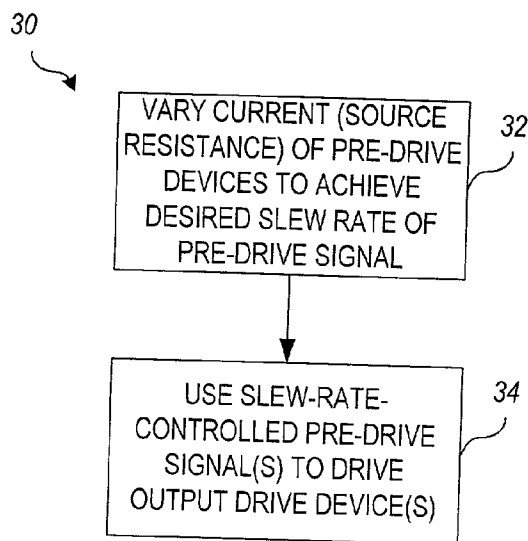 30
VARY CURRENT (SOURCE
RESISTANCE) OF PRE-DRIVE
DEVICES TO ACHIEVE
DESIRED SLEW RATE OF
PRE-DRIVE SIGNAL
32
USE SLEW-RATE-
CONTROLLED PRE-DRIVE
SIGNAL(S) TO DRIVE
OUTPUT DRIVE DEVICE(S)
34